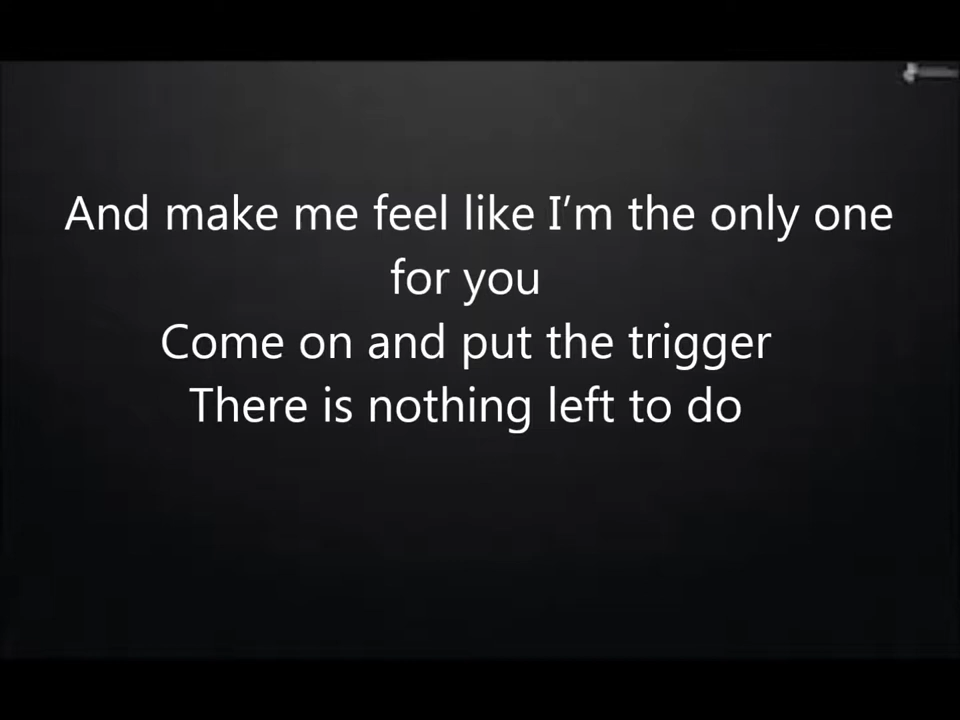 And make me feel like I'm the only one
for you
Come on and put the trigger
There is nothing left to do